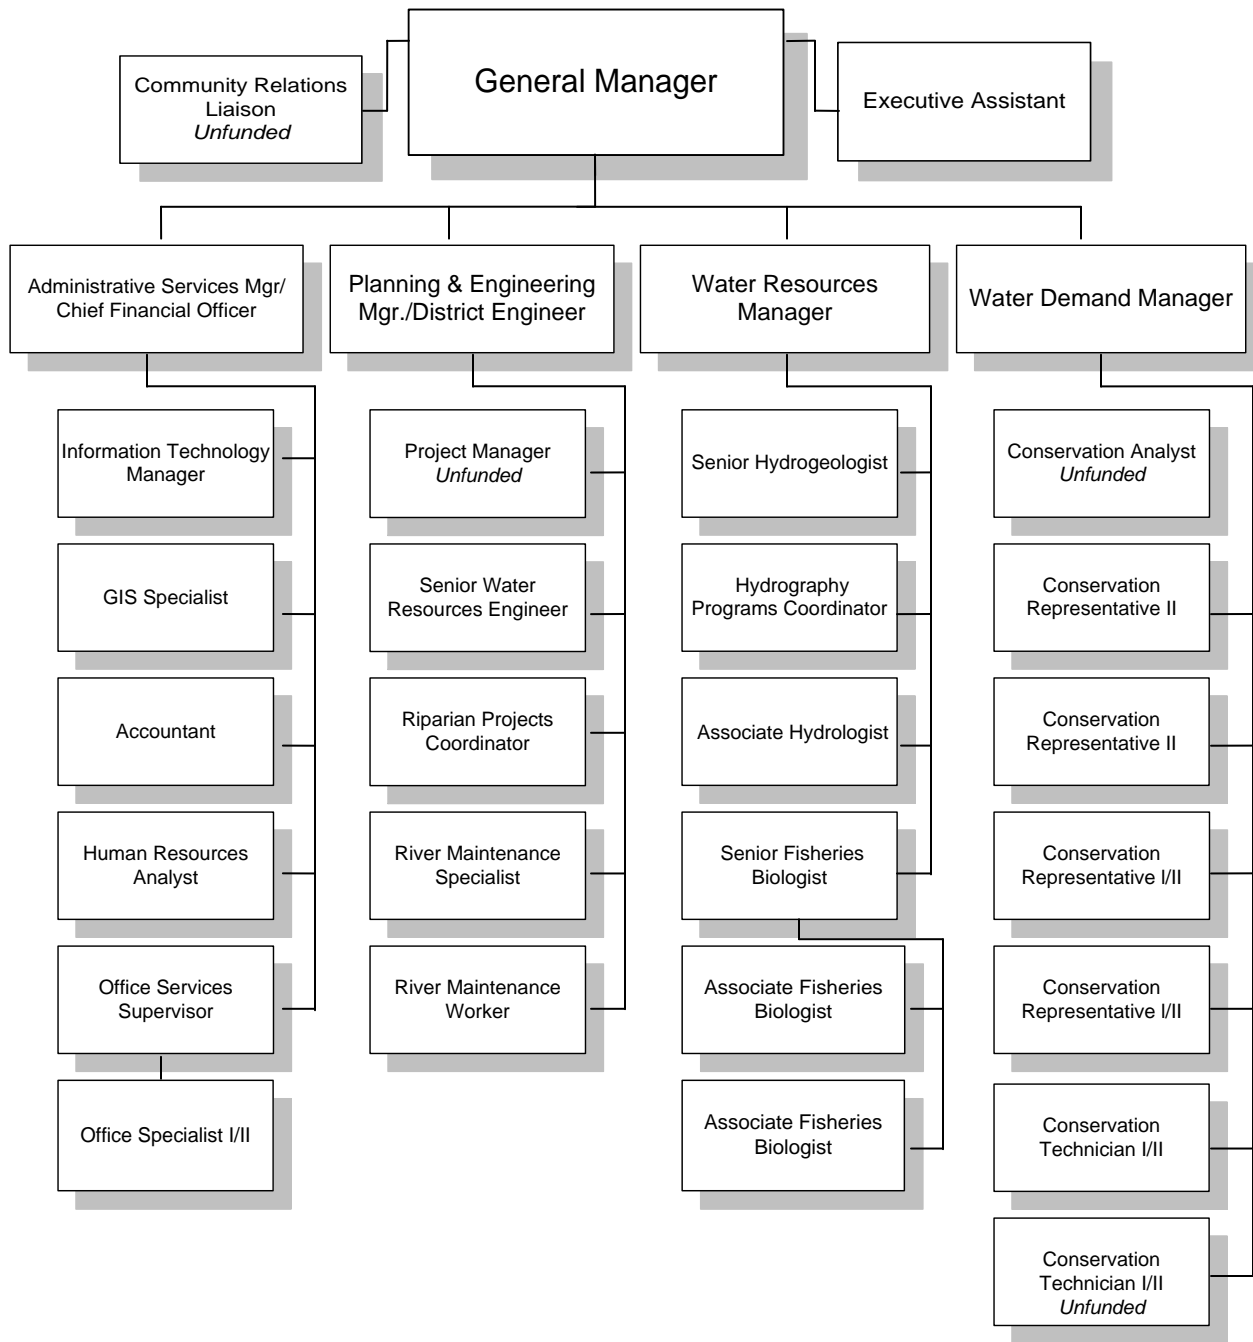 General Manager
Community Relations
Liaison
Unfunded
Executive Assistant
Administrative Services Mgr/
Chief Financial Officer
Planning & Engineering
Mgr./District Engineer
Water Resources
Manager
Water Demand Manager
Information Technology
Manager
GIS Specialist
Accountant
Human Resources
Analyst
Office Services
Supervisor
Office Specialist I/II
Project Manager
Unfunded
Senior Water
Resources Engineer
Riparian Projects
Coordinator
River Maintenance
Specialist
River Maintenance
Worker
Senior Hydrogeologist
Hydrography
Programs Coordinator
Associate Hydrologist
Senior Fisheries
Biologist
Associate Fisheries
Biologist
Associate Fisheries
Biologist
Conservation Analyst
Unfunded
Conservation
Representative II
Conservation
Representative II
Conservation
Representative I/II
Conservation
Representative I/II
Conservation
Technician I/II
Conservation
Technician I/II
Unfunded